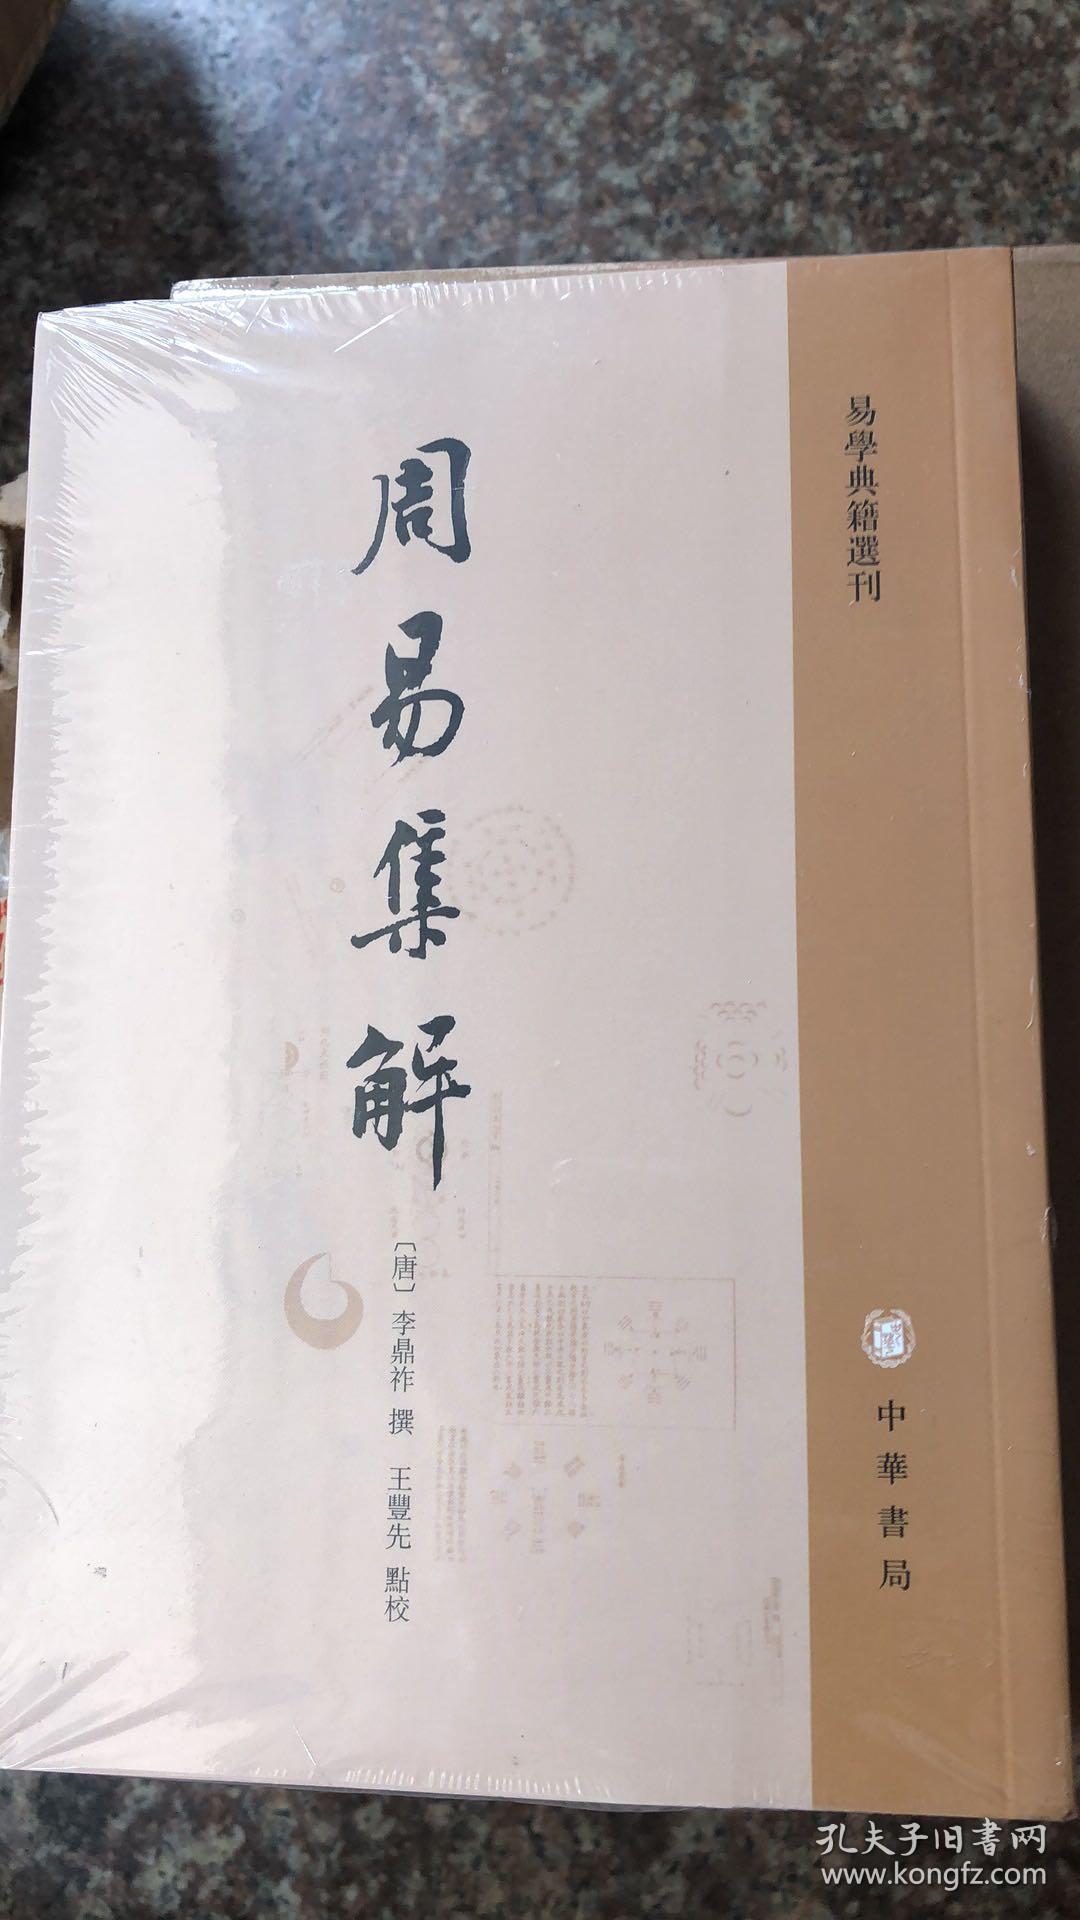 易學典籍選刊
周易集解
〔唐〕李鼎祚 撰 王豐先 點校
中華書局
孔夫子旧書网
www.kongfz.com